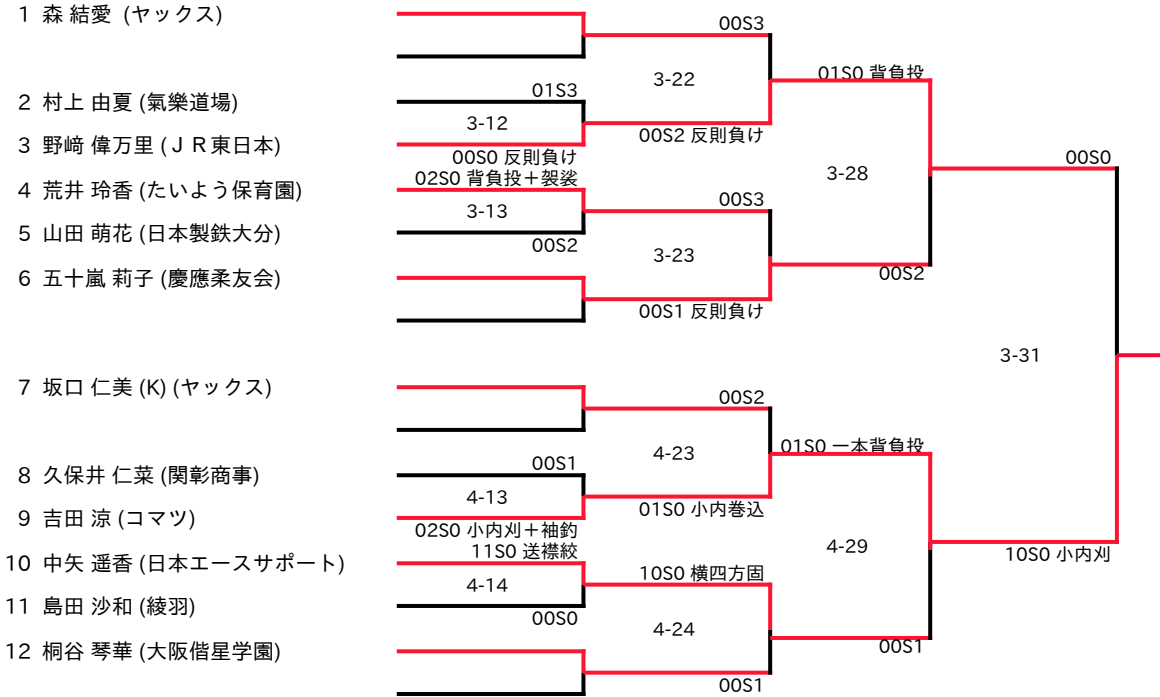 1 森 結愛 (ヤックス)
00S3
3-22
01S0 背負投
2 村上 由夏 (氣樂道場)
01S3
3-12
3 野﨑 偉万里 (ＪＲ東日本)
00S0 反則負け
00S2 反則負け
3-28
00S0
4 荒井 玲香 (たいよう保育園)
02S0 背負投＋袈裟
3-13
00S3
5 山田 萌花 (日本製鉄大分)
00S2
3-23
6 五十嵐 莉子 (慶應柔友会)
00S2
00S1 反則負け
3-31
7 坂口 仁美 (K) (ヤックス)
00S2
4-23
01S0 一本背負投
8 久保井 仁菜 (関彰商事)
00S1
4-13
9 吉田 涼 (コマツ)
02S0 小内刈＋袖釣
01S0 小内巻込
4-29
10S0 小内刈
10 中矢 遥香 (日本エースサポート)
11S0 送襟絞
4-14
10S0 横四方固
11 島田 沙和 (綾羽)
00S0
4-24
00S1
12 桐谷 琴華 (大阪偕星学園)
00S1